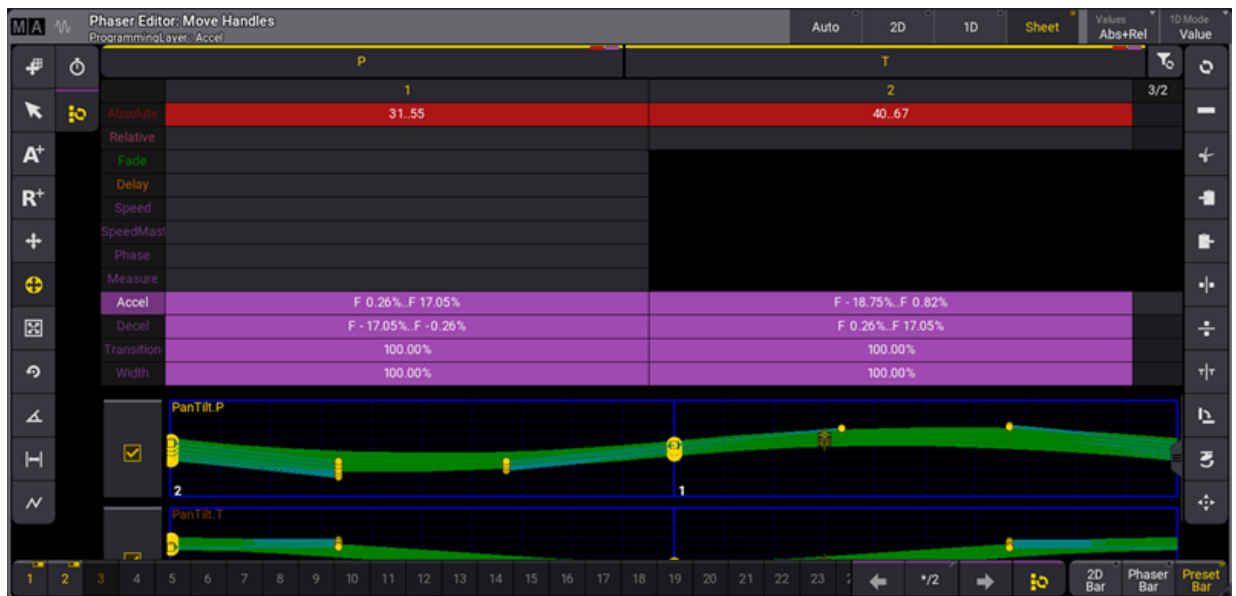 MA Phaser Editor: Move Handles
ProgrammingLayer: Accel
Auto 2D 1D Sheet Values Abs+Rel 1D Mode Value
P T
1 2 3/2
Absolute 31..55 40..67
Relative
Fade
Delay
Speed
SpeedMast
Phase
Measure
Accel F 0.26%..F 17.05% F - 18.75%..F 0.82%
Decel F - 17.05%..F -0.26% F 0.26%..F 17.05%
Transition 100.00% 100.00%
Width 100.00% 100.00%
A+
R+
T|T
PanTilt.P
2 1
PanTilt.T
1 2 3 4 5 6 7 8 9 10 11 12 13 14 15 16 17 18 19 20 21 22 23 */2 2D Bar Phaser Bar Preset Bar